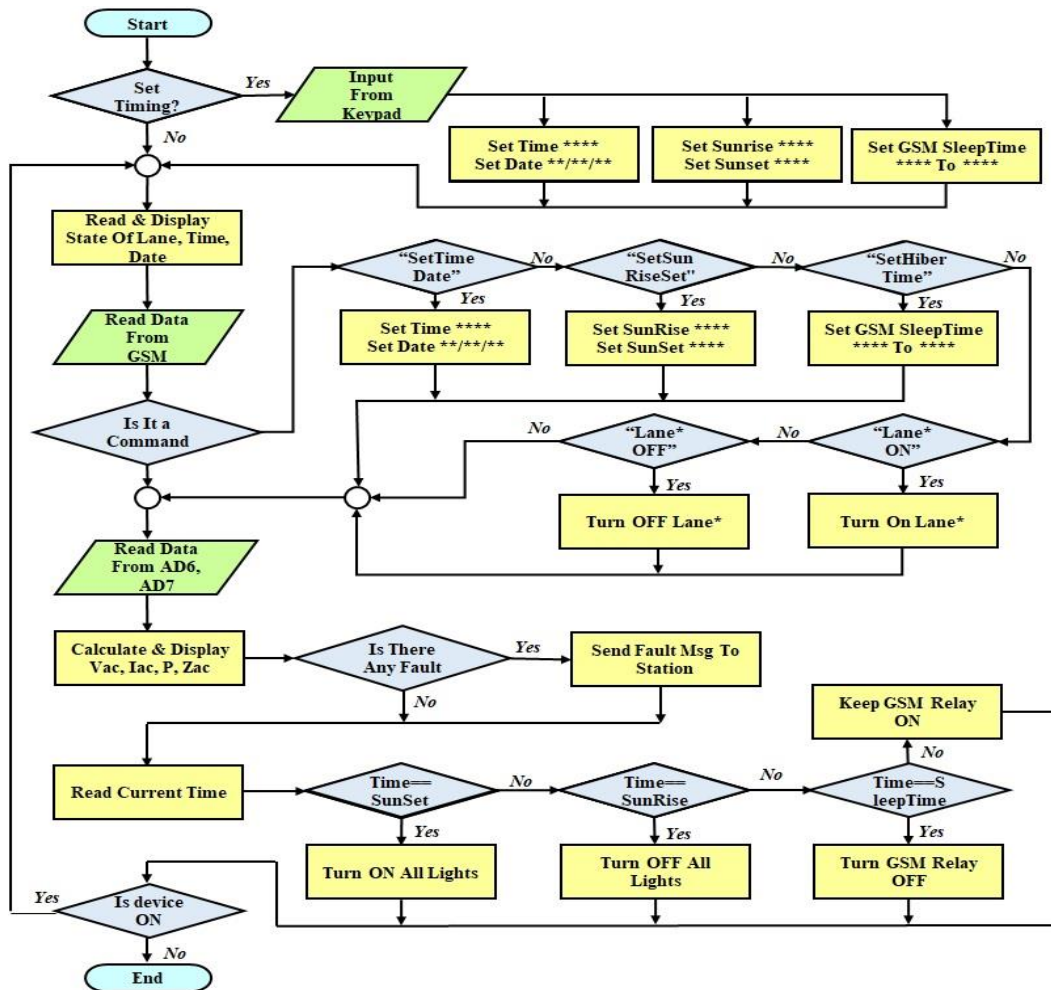 Start
Set
Timing?
Yes
No
Input
From
Keypad
Set Time ****
Set Date **/**/**
Set Sunrise ****
Set Sunset ****
Set GSM SleepTime
**** To ****
Read & Display
State Of Lane, Time,
Date
Read Data
From
GSM
Is It a
Command
“SetTime
Date”
No
Yes
“SetSun
RiseSet"
No
Yes
“SetHiber
Time”
No
Yes
Set Time ****
Set Date **/**/**
Set SunRise ****
Set SunSet ****
Set GSM SleepTime
**** To ****
“Lane*
ON”
No
Yes
“Lane*
OFF”
No
Yes
Turn OFF Lane*
Turn On Lane*
Read Data
From AD6,
AD7
Calculate & Display
Vac, Iac, P, Zac
Is There
Any Fault
Yes
No
Send Fault Msg To
Station
Read Current Time
Time==
SunSet
No
Yes
Time==
SunRise
No
Yes
Time==S
leepTime
No
Yes
Keep GSM Relay
ON
Turn ON All Lights
Turn OFF All
Lights
Turn GSM Relay
OFF
Is device
ON
Yes
No
End